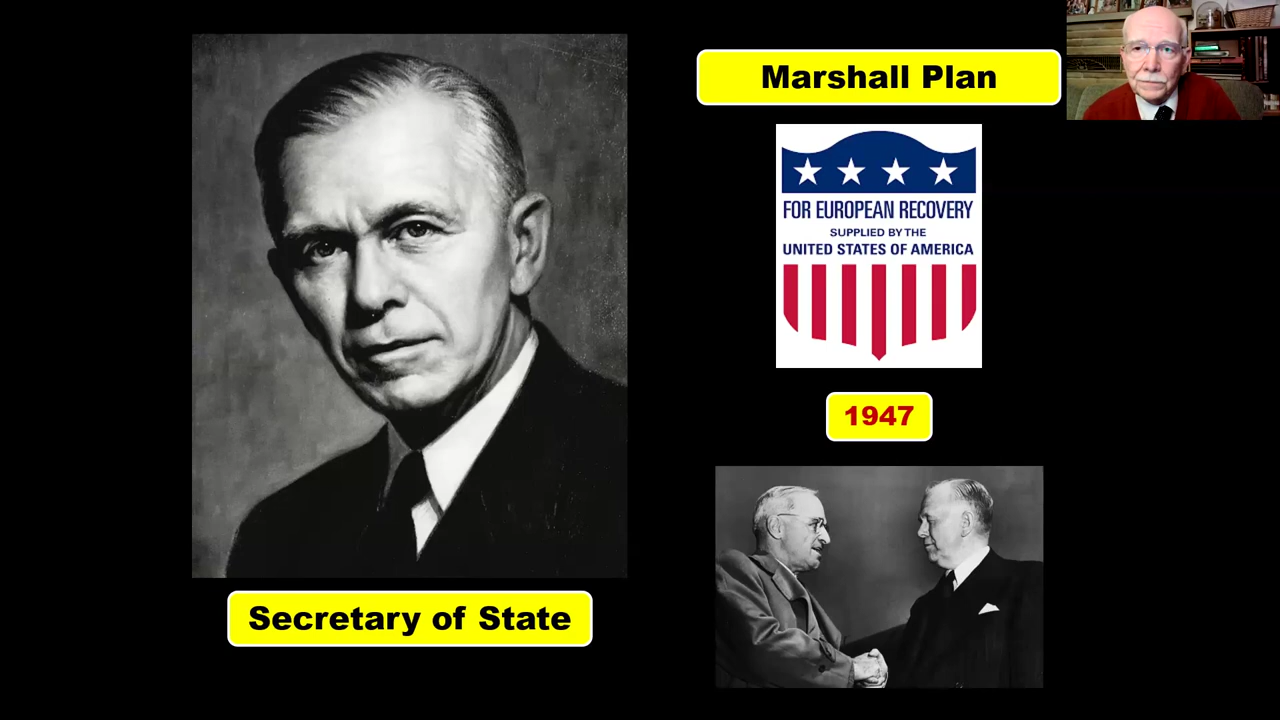 Marshall Plan
FOR EUROPEAN RECOVERY
SUPPLIED BY THE
UNITED STATES OF AMERICA
1947
Secretary of State